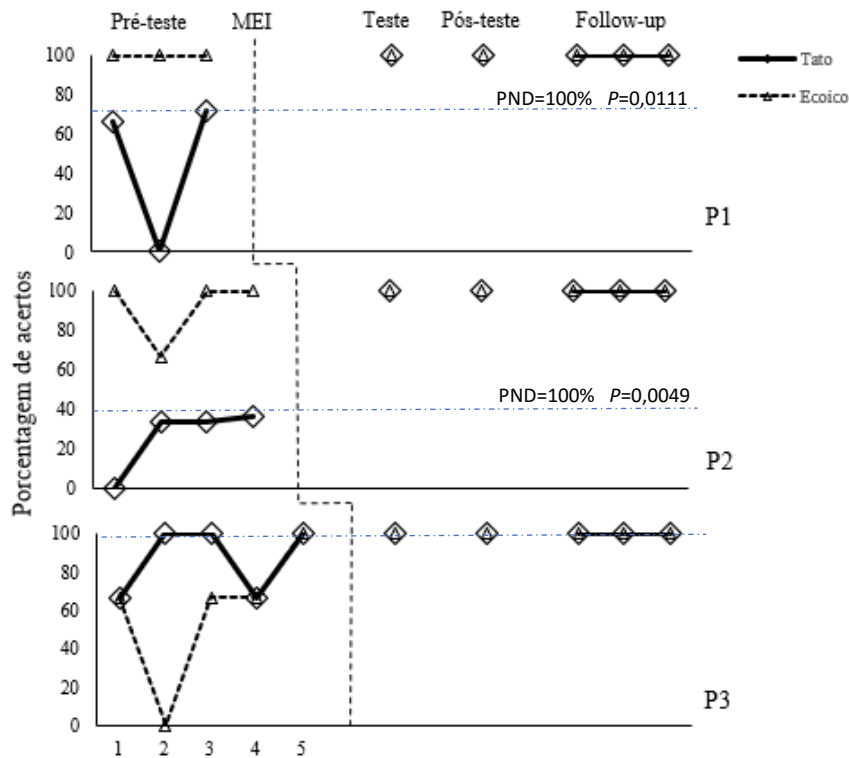 Pré-teste MEI Teste Pós-teste Follow-up
Tato
Ecoico
Porcentagem de acertos
100
80
60
40
20
0
PND=100% P=0,0111
P1
100
80
60
40
20
0
PND=100% P=0,0049
P2
100
80
60
40
20
0
P3
1 2 3 4 5